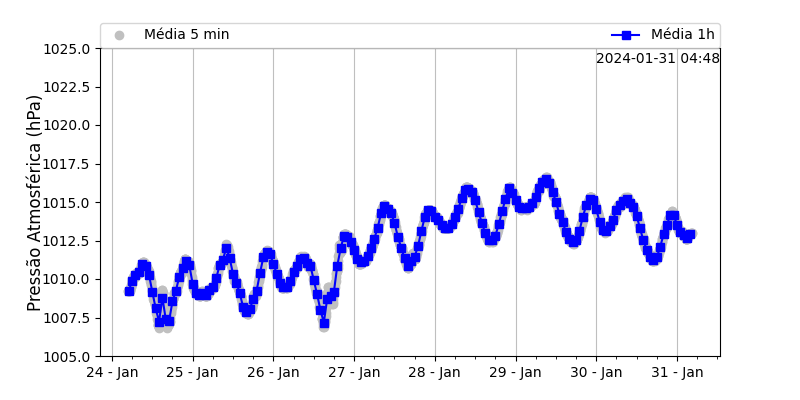 Média 5 min
Média 1h
2024-01-31 04:48
Pressão Atmosférica (hPa)
1025.0
1022.5
1020.0
1017.5
1015.0
1012.5
1010.0
1007.5
1005.0
24 - Jan
25 - Jan
26 - Jan
27 - Jan
28 - Jan
29 - Jan
30 - Jan
31 - Jan